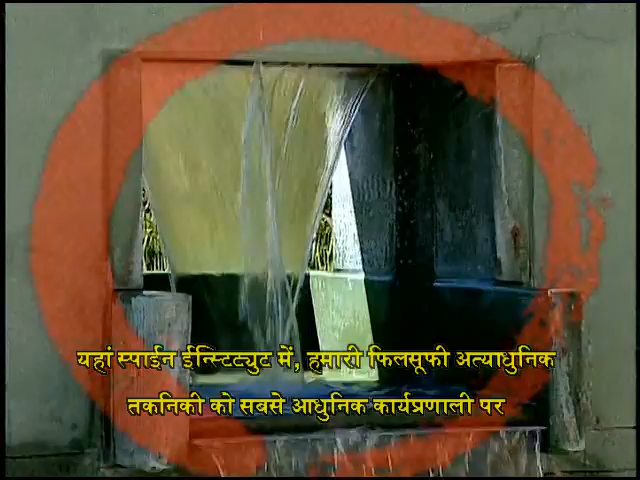 यहां स्पाईन ईन्स्टिट्युट में, हमारी फिलसूफी अत्याधुनिक
तकनिकी को सबसे आधुनिक कार्यप्रणाली पर